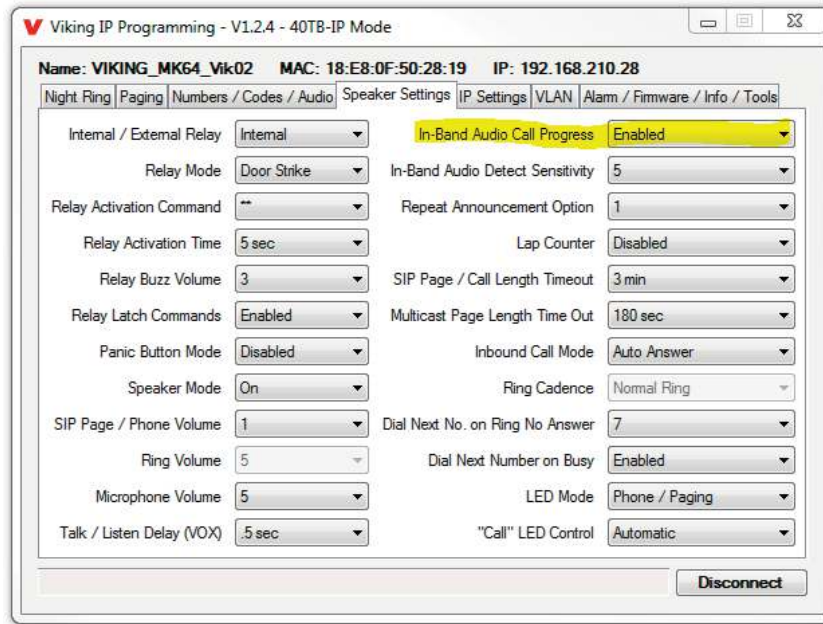 Viking IP Programming - V1.2.4 - 40TB-IP Mode
Name: VIKING_MK64_Vik02 MAC: 18:E8:0F:50:28:19 IP: 192.168.210.28
Night Ring Paging Numbers / Codes / Audio Speaker Settings IP Settings VLAN Alarm / Firmware / Info / Tools
Internal / External Relay Internal In-Band Audio Call Progress Enabled
Relay Mode Door Strike In-Band Audio Detect Sensitivity 5
Relay Activation Command ** Repeat Announcement Option 1
Relay Activation Time 5 sec Lap Counter Disabled
Relay Buzz Volume 3 SIP Page / Call Length Timeout 3 min
Relay Latch Commands Enabled Multicast Page Length Time Out 180 sec
Panic Button Mode Disabled Inbound Call Mode Auto Answer
Speaker Mode On Ring Cadence Normal Ring
SIP Page / Phone Volume 1 Dial Next No. on Ring No Answer 7
Ring Volume 5 Dial Next Number on Busy Enabled
Microphone Volume 5 LED Mode Phone / Paging
Talk / Listen Delay (VOX) .5 sec "Call" LED Control Automatic
Disconnect